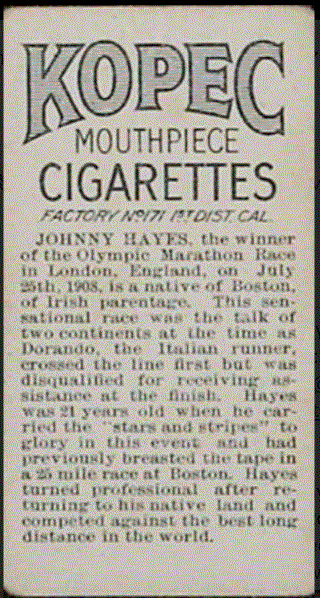 KOPEC
MOUTHPIECE
CIGARETTES
FACTORY Nº 171 1ST DIST. CAL.
JOHNNY HAYES, the winner
of the Olympic Marathon Race
in London, England, on July
25th, 1908, is a native of Boston,
of Irish parentage. This sen-
sational race was the talk of
two continents at the time as
Dorando, the Italian runner,
crossed the line first but was
disqualified for receiving as-
sistance at the finish. Hayes
was 21 years old when he car-
ried the "stars and stripes" to
glory in this event and had
previously breasted the tape in
a 25 mile race at Boston. Hayes
turned professional after re-
turning to his native land and
competed against the best long
distance in the world.